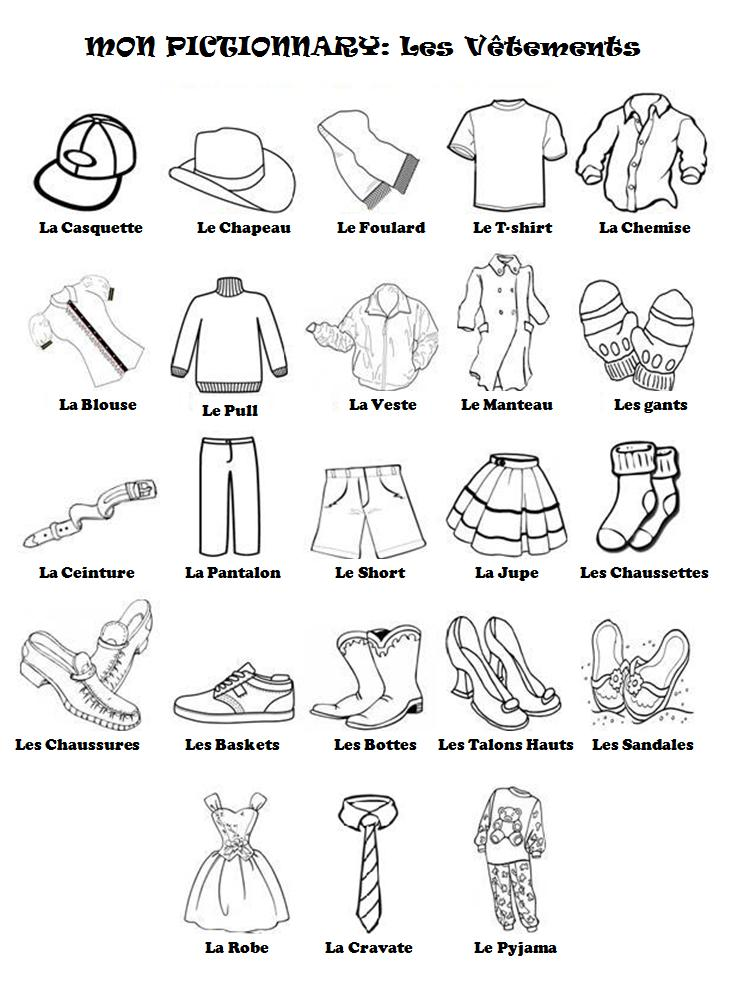 MON PICTIONNARY: Les Vêtements
La Casquette
Le Chapeau
Le Foulard
Le T-shirt
La Chemise
La Blouse
Le Pull
La Veste
Le Manteau
Les gants
La Ceinture
La Pantalon
Le Short
La Jupe
Les Chaussettes
Les Chaussures
Les Baskets
Les Bottes
Les Talons Hauts
Les Sandales
La Robe
La Cravate
Le Pyjama